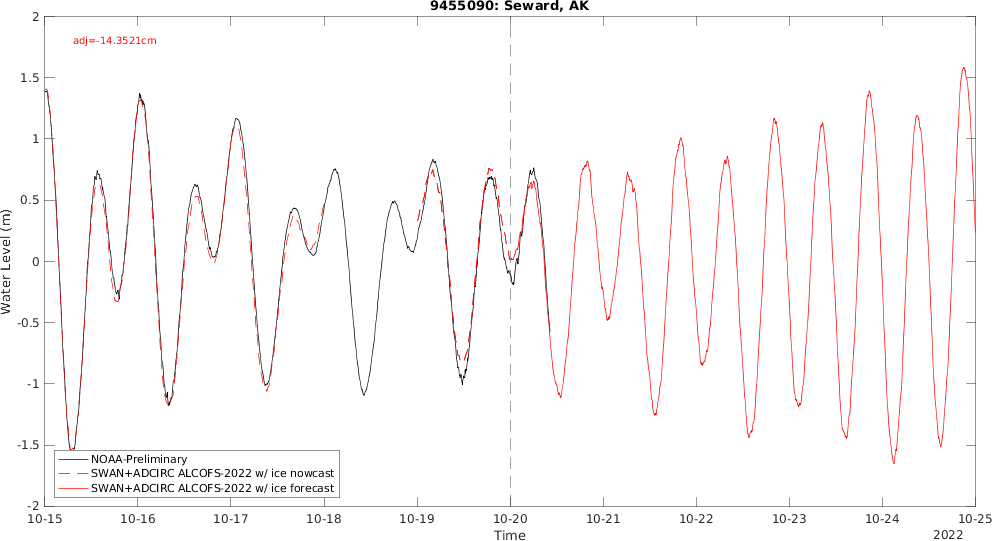 9455090: Seward, AK
adj=-14.3521cm
Water Level (m)
2
1.5
1
0.5
0
-0.5
-1
-1.5
-2
NOAA-Preliminary
SWAN+ADCIRC ALCOFS-2022 w/ ice nowcast
SWAN+ADCIRC ALCOFS-2022 w/ ice forecast
10-15 10-16 10-17 10-18 10-19 10-20 10-21 10-22 10-23 10-24 10-25
Time
2022